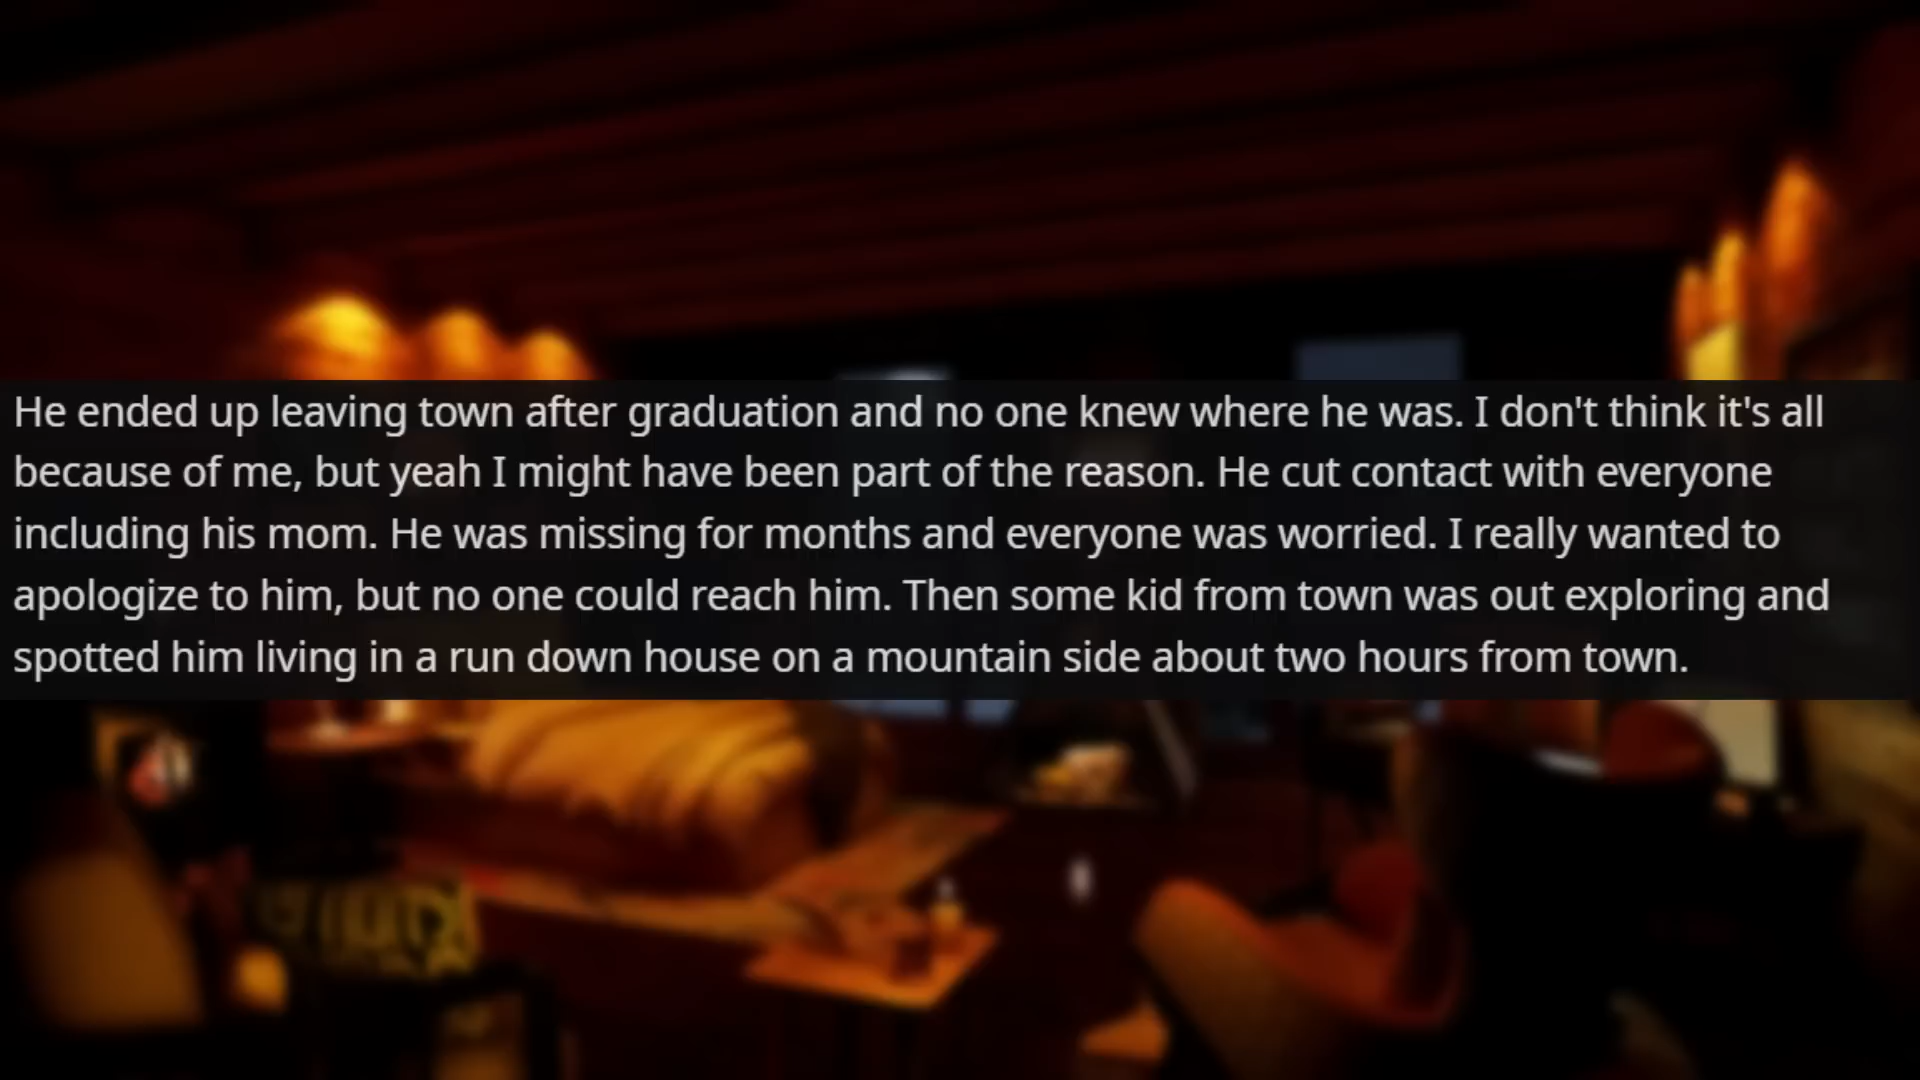 He ended up leaving town after graduation and no one knew where he was. I don't think it's all
because of me, but yeah I might have been part of the reason. He cut contact with everyone
including his mom. He was missing for months and everyone was worried. I really wanted to
apologize to him, but no one could reach him. Then some kid from town was out exploring and
spotted him living in a run down house on a mountain side about two hours from town.